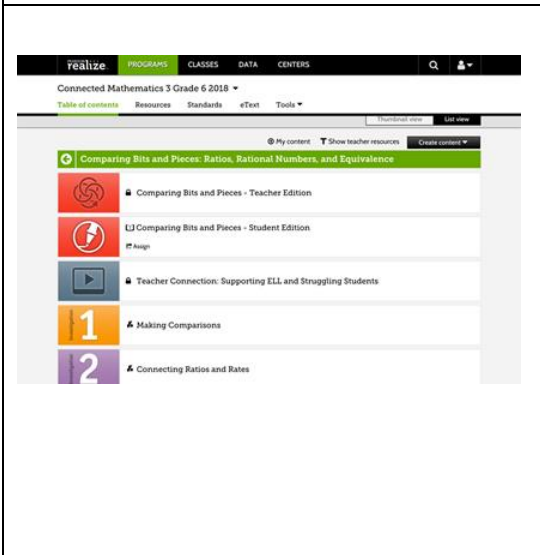 realize. PROGRAMS CLASSES DATA CENTERS
Connected Mathematics 3 Grade 6 2018
Table of contents Resources Standards eText Tools
Thumbnail view List view
My content Show teacher resources Create content
Comparing Bits and Pieces: Ratios, Rational Numbers, and Equivalence
Comparing Bits and Pieces - Teacher Edition
Comparing Bits and Pieces - Student Edition
Assign
Teacher Connection: Supporting ELL and Struggling Students
Investigation 1 Making Comparisons
2 Connecting Ratios and Rates